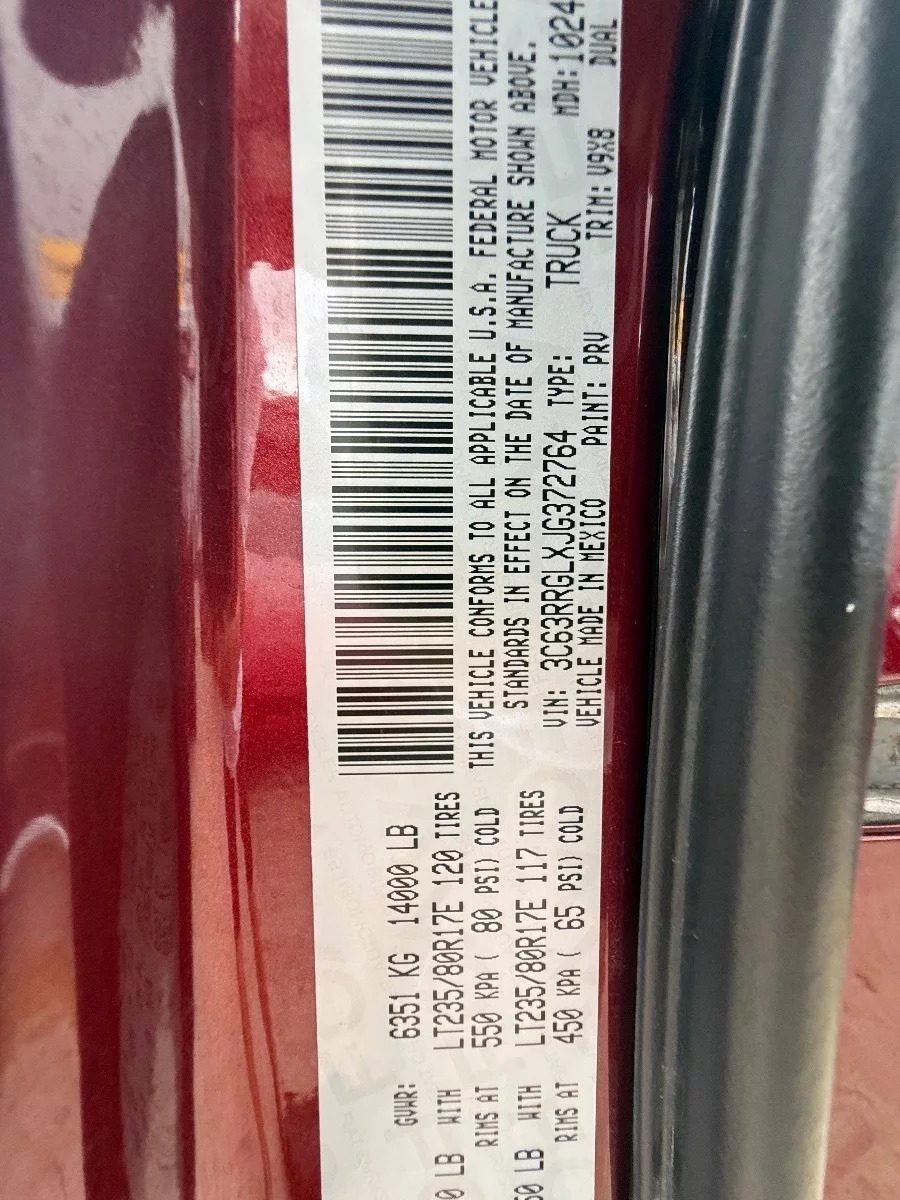 GVWR: 6351 KG 14000 LB
0 LB WITH LT235/80R17E 120 TIRES
RIMS AT 550 KPA ( 80 PSI) COLD
50 LB WITH LT235/80R17E 117 TIRES
RIMS AT 450 KPA ( 65 PSI) COLD
THIS VEHICLE CONFORMS TO ALL APPLICABLE U.S.A. FEDERAL MOTOR VEHICLE
STANDARDS IN EFFECT ON THE DATE OF MANUFACTURE SHOWN ABOVE.
VIN: 3C63RRGLXJG372764 TYPE: TRUCK MDH:1024
VEHICLE MADE IN MEXICO PAINT: PRV TRIM: V9X8 DUAL